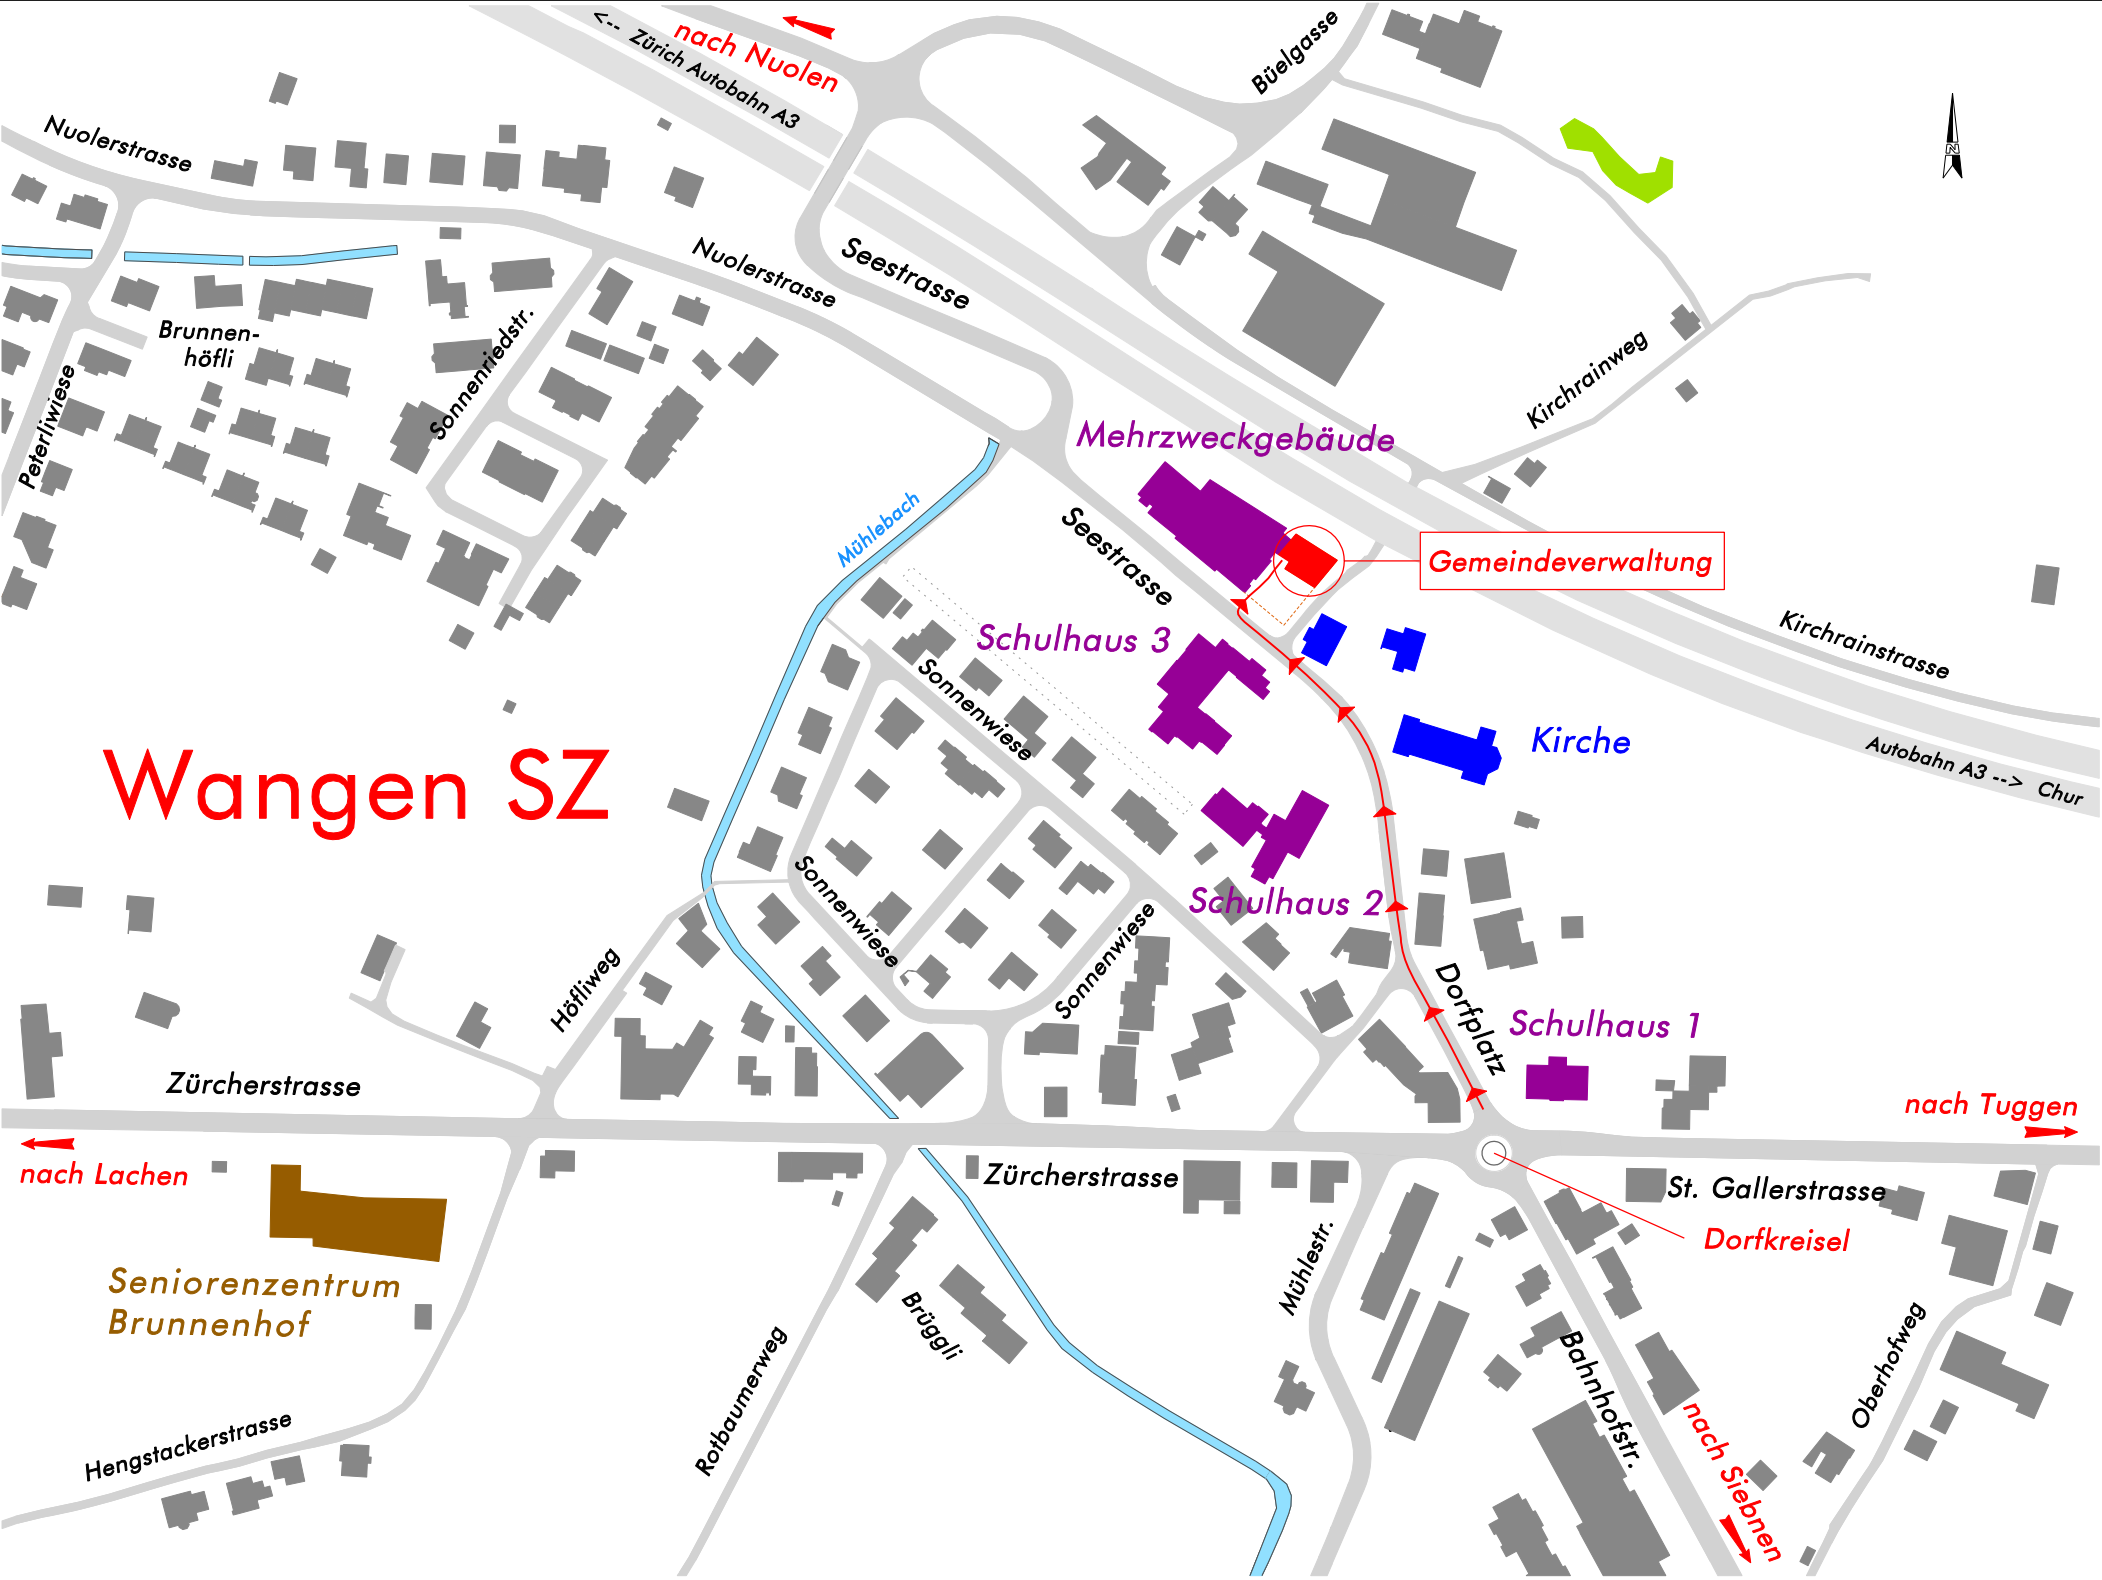 <-- Zürich Autobahn A3
nach Nuolen
Büelgasse
Nuolerstrasse
N
Nuolerstrasse
Seestrasse
Brunnen-
höfli
Sonnenriedstr.
Peterliwiese
Kirchrainweg
Mehrzweckgebäude
Mühlebach
Seestrasse
Gemeindeverwaltung
Schulhaus 3
Sonnenwiese
Kirchrainstrasse
Kirche
Autobahn A3 --> Chur
Wangen SZ
Sonnenwiese
Schulhaus 2
Sonnenwiese
Höfliweg
Dorfplatz
Schulhaus 1
Zürcherstrasse
nach Tuggen
nach Lachen
Zürcherstrasse
St. Gallerstrasse
Dorfkreisel
Seniorenzentrum
Brunnenhof
Mühlestr.
Brüggli
Rotbaumerweg
Bahnhofstr.
Oberhofweg
Hengstackerstrasse
nach Siebnen